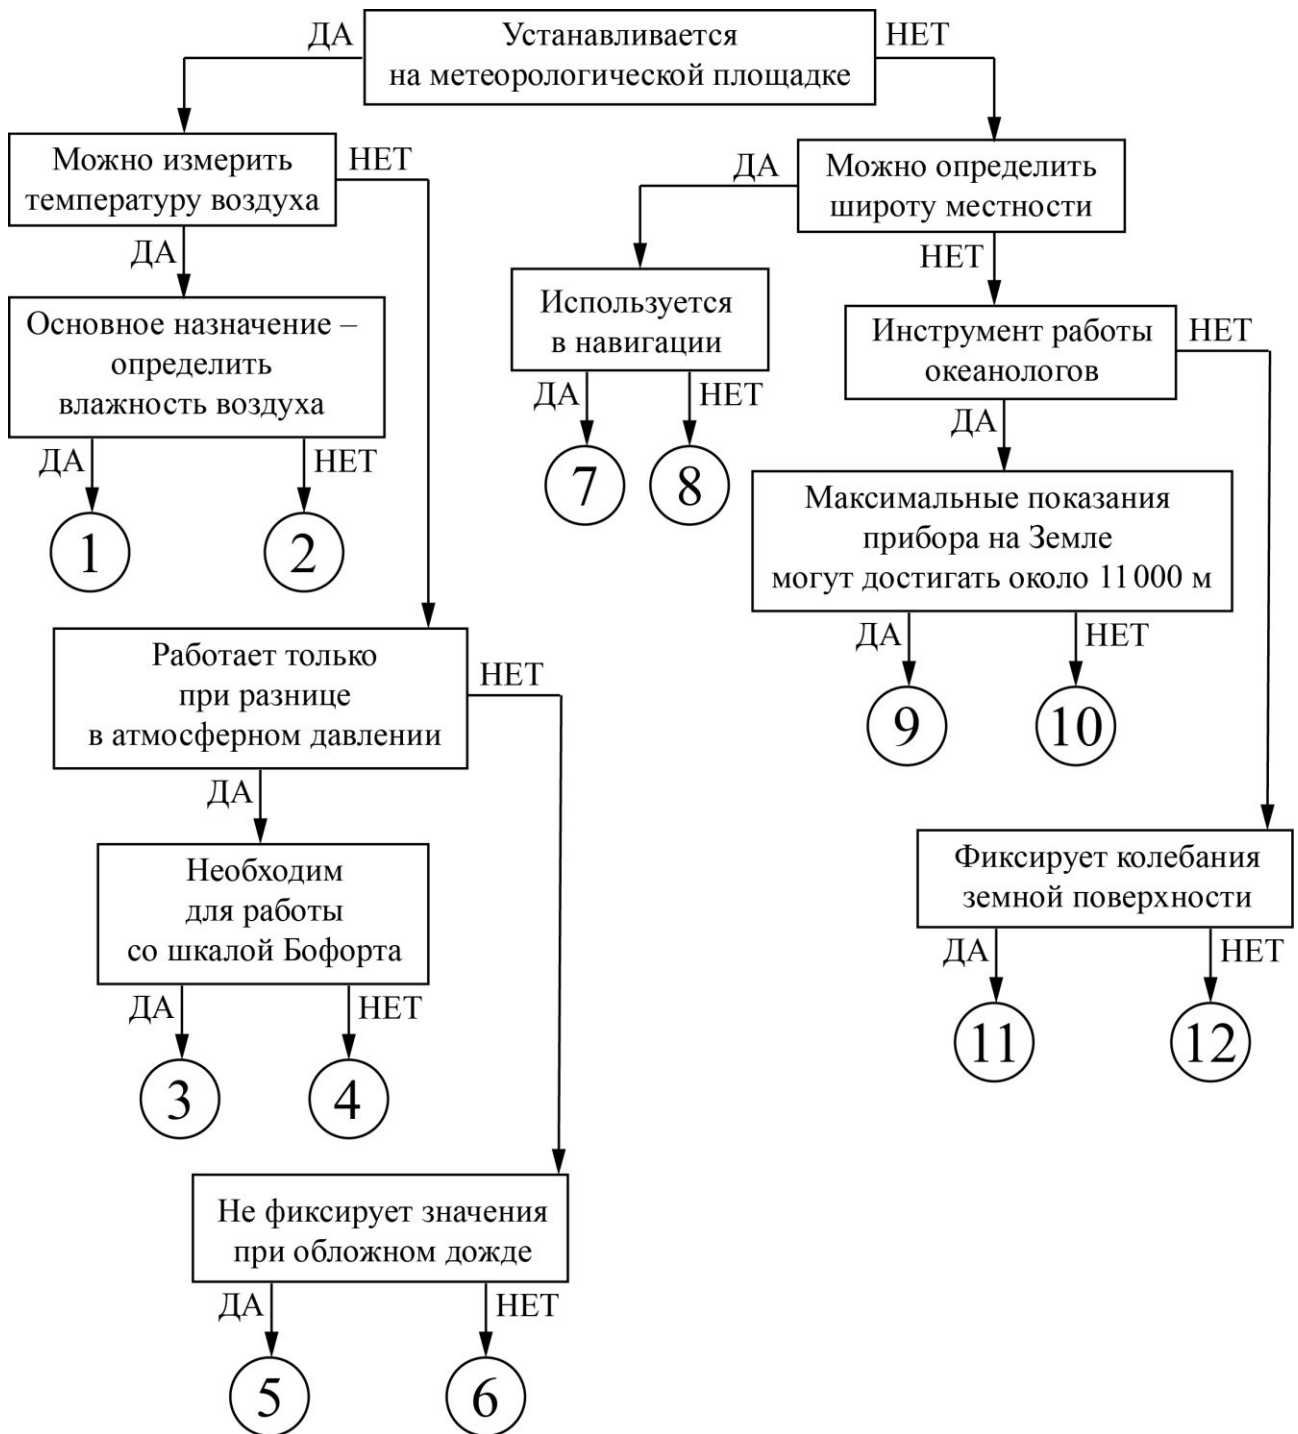 ДА
Устанавливается
на метеорологической площадке
НЕТ
Можно измерить
температуру воздуха
НЕТ
ДА
Можно определить
широту местности
ДА
НЕТ
Основное назначение –
определить
влажность воздуха
Используется
в навигации
Инструмент работы
океанологов
НЕТ
ДА
НЕТ
ДА
НЕТ
ДА
1
2
7
8
Максимальные показания
прибора на Земле
могут достигать около 11 000 м
ДА
НЕТ
Работает только
при разнице
в атмосферном давлении
НЕТ
9
10
ДА
Необходим
для работы
со шкалой Бофорта
Фиксирует колебания
земной поверхности
ДА
НЕТ
ДА
НЕТ
3
4
11
12
Не фиксирует значения
при обложном дожде
ДА
НЕТ
5
6